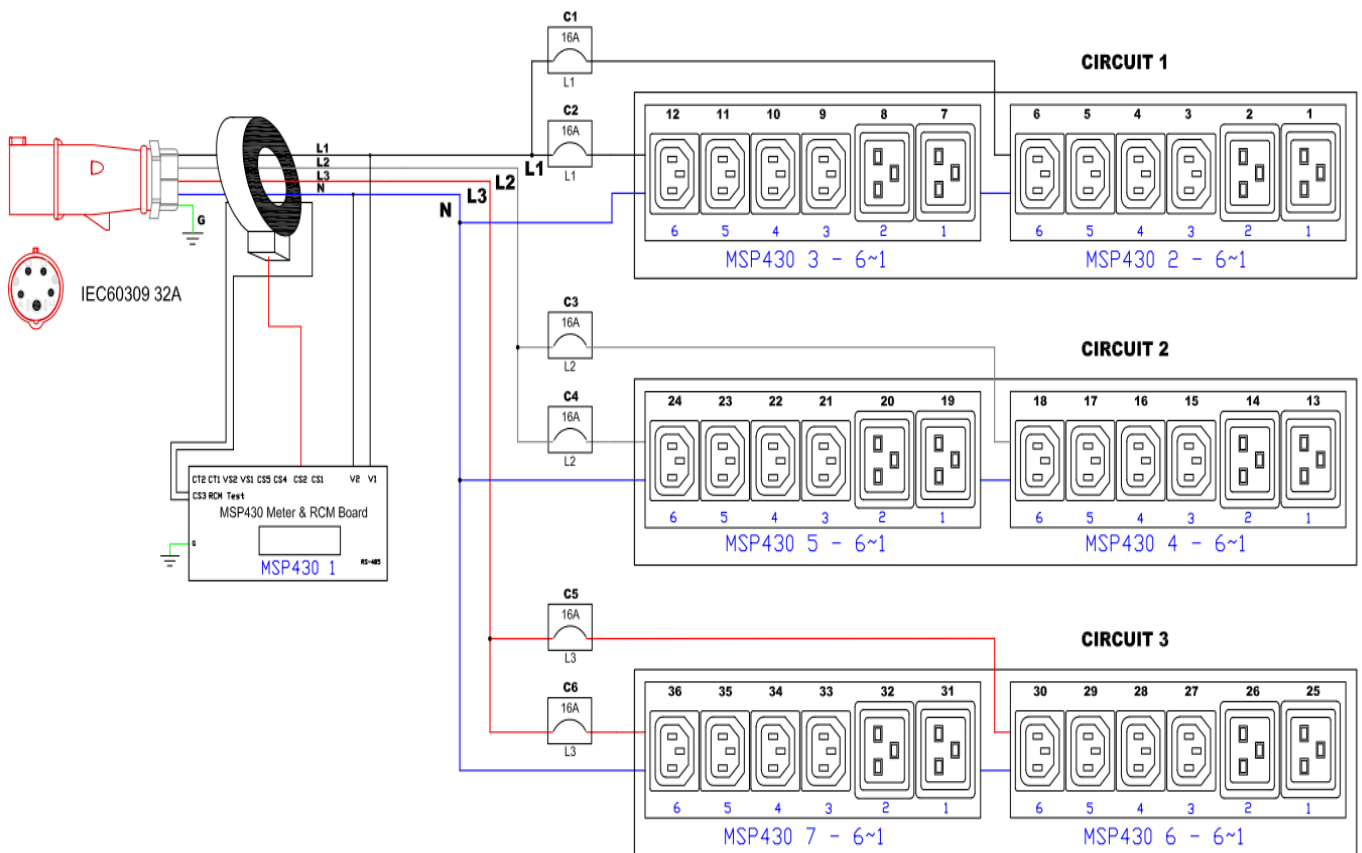 C1
16A
L1
CIRCUIT 1
C2
16A
L1
12 11 10 9 8 7
6 5 4 3 2 1
6 5 4 3 2 1
6 5 4 3 2 1
MSP430 3 - 6~1
MSP430 2 - 6~1
L1
L2
L3
N
L1
L2
L3
N
G
IEC60309 32A
C3
16A
L2
CIRCUIT 2
C4
16A
L2
24 23 22 21 20 19
18 17 16 15 14 13
6 5 4 3 2 1
6 5 4 3 2 1
MSP430 5 - 6~1
MSP430 4 - 6~1
CT2 CT1 VS2 VS1 CS5 CS4 CS2 CS1 V2 V1
CS3 RCM Test
MSP430 Meter & RCM Board
G
MSP430 1
RS-485
C5
16A
L3
CIRCUIT 3
C6
16A
L3
36 35 34 33 32 31
30 29 28 27 26 25
6 5 4 3 2 1
6 5 4 3 2 1
MSP430 7 - 6~1
MSP430 6 - 6~1